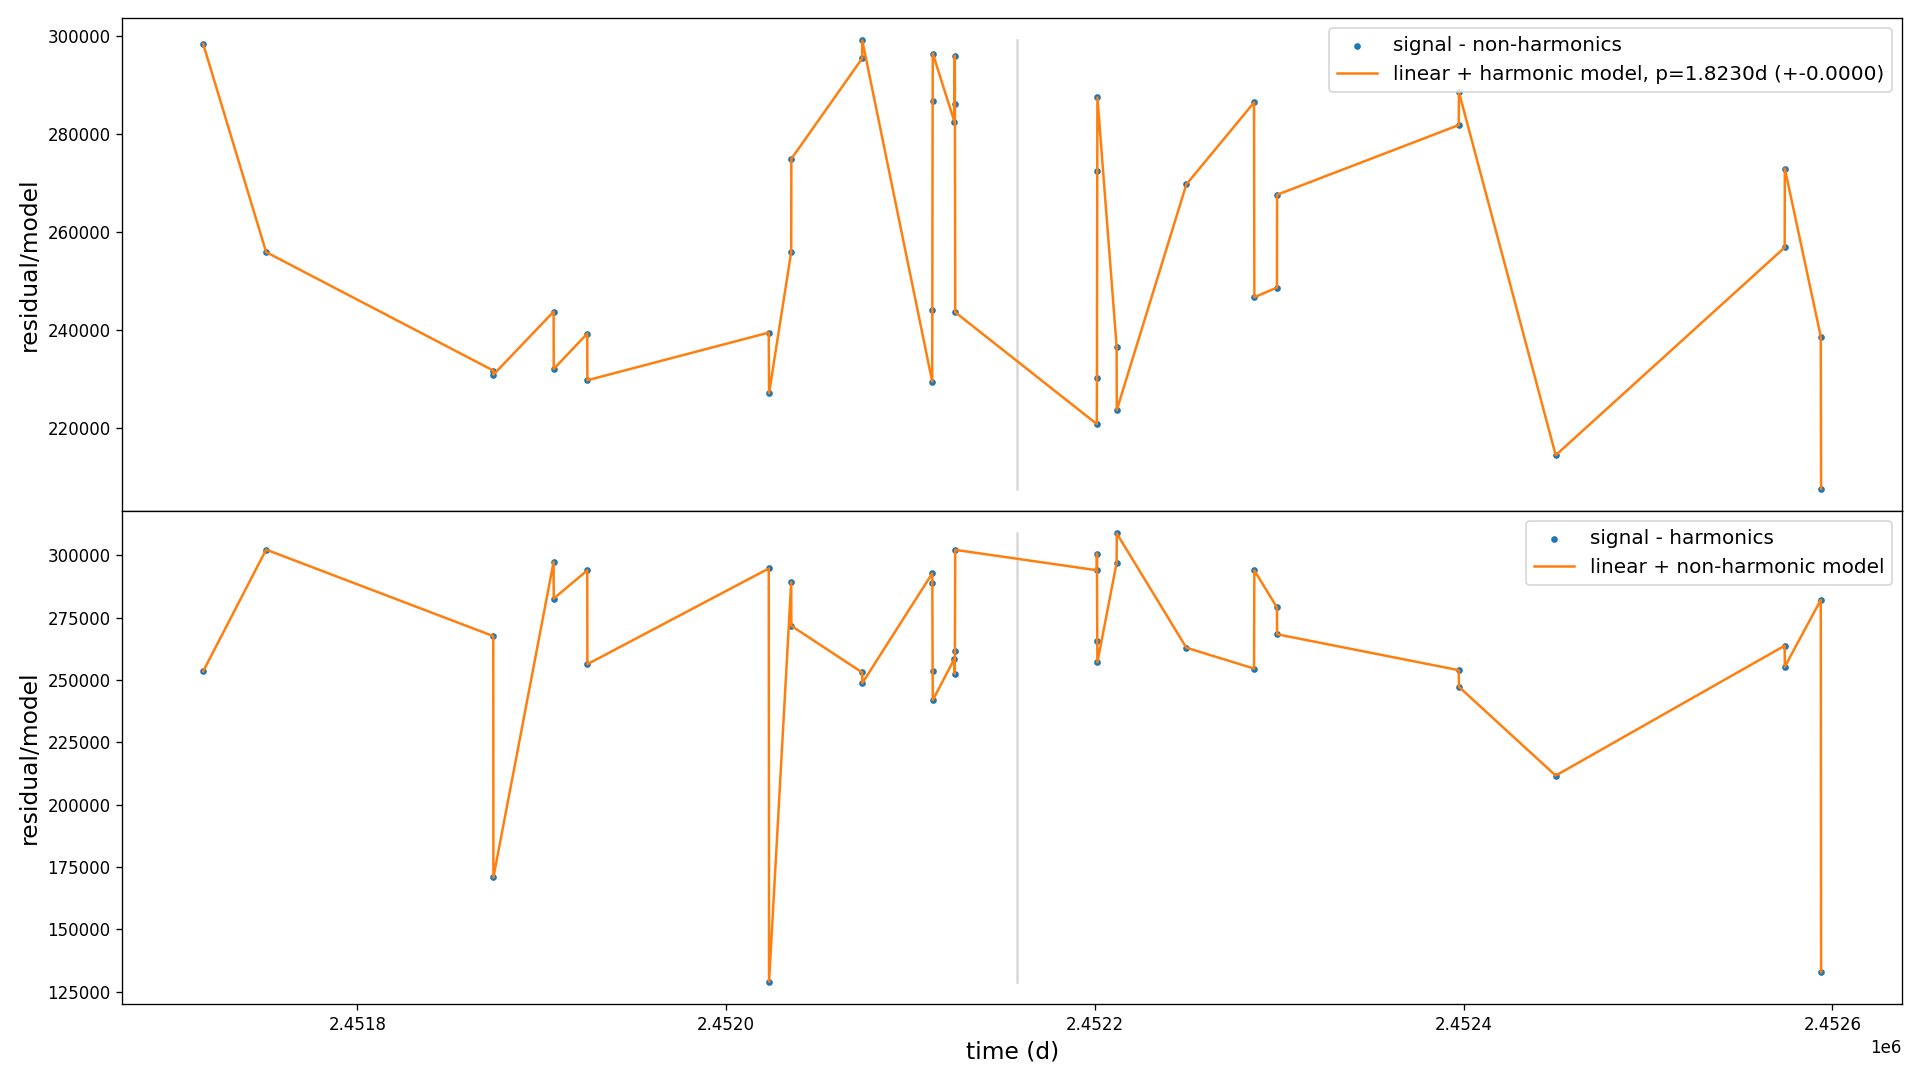 300000
280000
260000
240000
220000
residual/model
signal - non-harmonics
linear + harmonic model, p=1.8230d (+-0.0000)
300000
275000
250000
225000
200000
175000
150000
125000
residual/model
signal - harmonics
linear + non-harmonic model
2.4518 2.4520 2.4522 2.4524 2.4526
1e6
time (d)